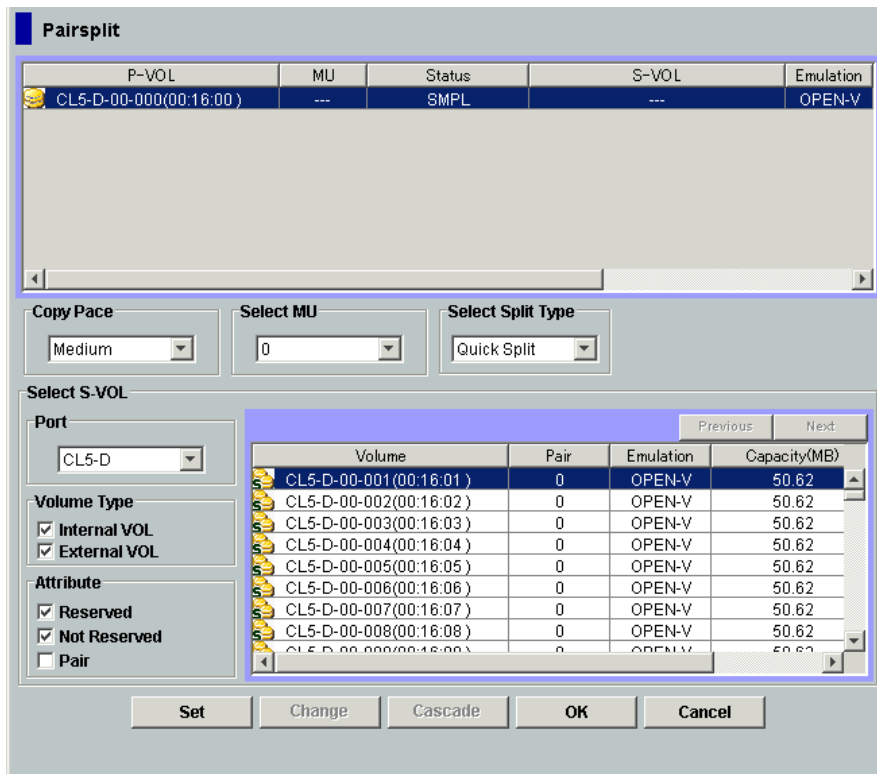 Pairsplit
P-VOL MU Status S-VOL Emulation
CL5-D-00-000(00:16:00 ) --- SMPL --- OPEN-V
Copy Pace Select MU Select Split Type
Medium 0 Quick Split
Select S-VOL
Port
CL5-D
Volume Type
Internal VOL
External VOL
Attribute
Reserved
Not Reserved
Pair
Previous Next
Volume Pair Emulation Capacity(MB)
CL5-D-00-001(00:16:01 ) 0 OPEN-V 50.62
CL5-D-00-002(00:16:02 ) 0 OPEN-V 50.62
CL5-D-00-003(00:16:03 ) 0 OPEN-V 50.62
CL5-D-00-004(00:16:04 ) 0 OPEN-V 50.62
CL5-D-00-005(00:16:05 ) 0 OPEN-V 50.62
CL5-D-00-006(00:16:06 ) 0 OPEN-V 50.62
CL5-D-00-007(00:16:07 ) 0 OPEN-V 50.62
CL5-D-00-008(00:16:08 ) 0 OPEN-V 50.62
Set Change Cascade OK Cancel